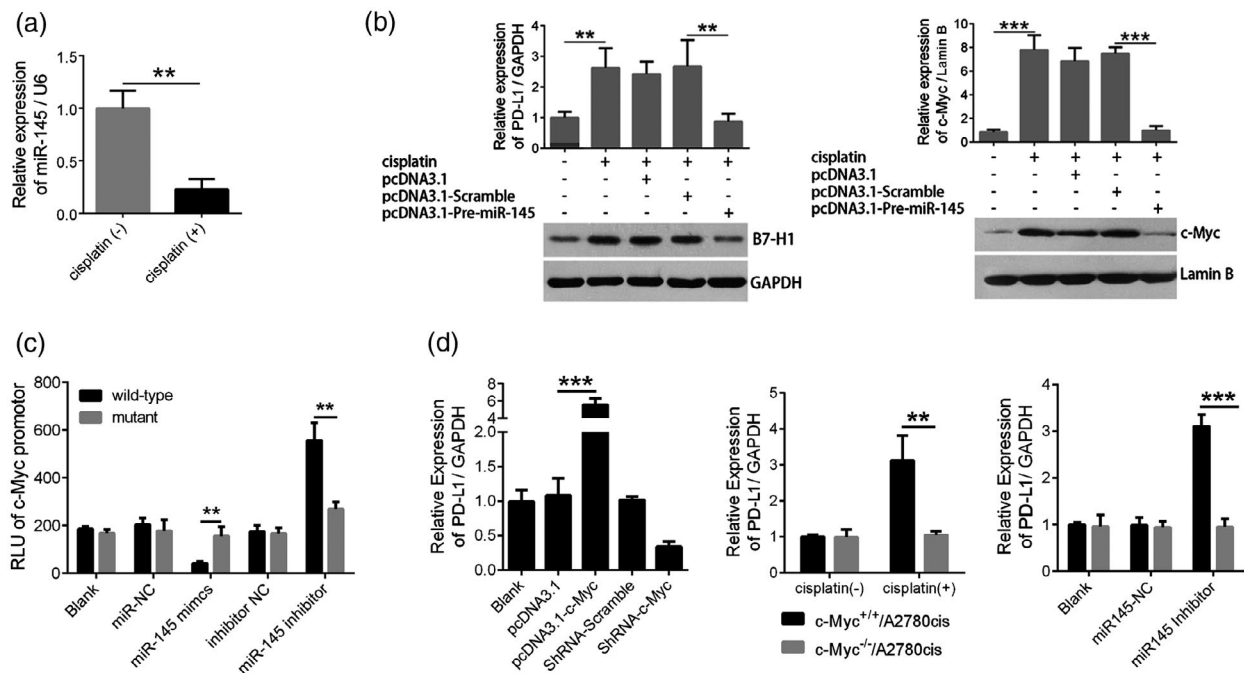 (a)
**
1.5
1.0
0.5
0.0
Relative expression
of miR-145 / U6
cisplatin (-)
cisplatin (+)
(b)
** **
4
3
2
1
0
Relative expression
of PD-L1 / GAPDH
cisplatin - + + + +
pcDNA3.1 - - + - -
pcDNA3.1-Scramble - - - + -
pcDNA3.1-Pre-miR-145 - - - - +
B7-H1
GAPDH
*** ***
10
8
6
4
2
0
Relative expression
of c-Myc / Lamin B
cisplatin - + + + +
pcDNA3.1 - - + - -
pcDNA3.1-Scramble - - - + -
pcDNA3.1-Pre-miR-145 - - - - +
c-Myc
Lamin B
(c)
800
600
400
200
0
RLU of c-Myc promotor
wild-type
mutant
**
**
Blank
miR-NC
miR-145 mimcs
inhibitor NC
miR-145 inhibitor
(d)
***
8
6
4
2.0
1.5
1.0
0.5
0.0
Relative Expression
of PD-L1/ GAPDH
Blank
pcDNA3.1
pcDNA3.1-c-Myc
ShRNA-Scramble
ShRNA-c-Myc
**
5
4
3
2
1
0
Relative Expression
of PD-L1/ GAPDH
cisplatin(-)
cisplatin(+)
c-Myc+/+/A2780cis
c-Myc-/-/A2780cis
***
4
3
2
1
0
Relative Expression
of PD-L1/ GAPDH
Blank
miR145-NC
miR145 Inhibitor